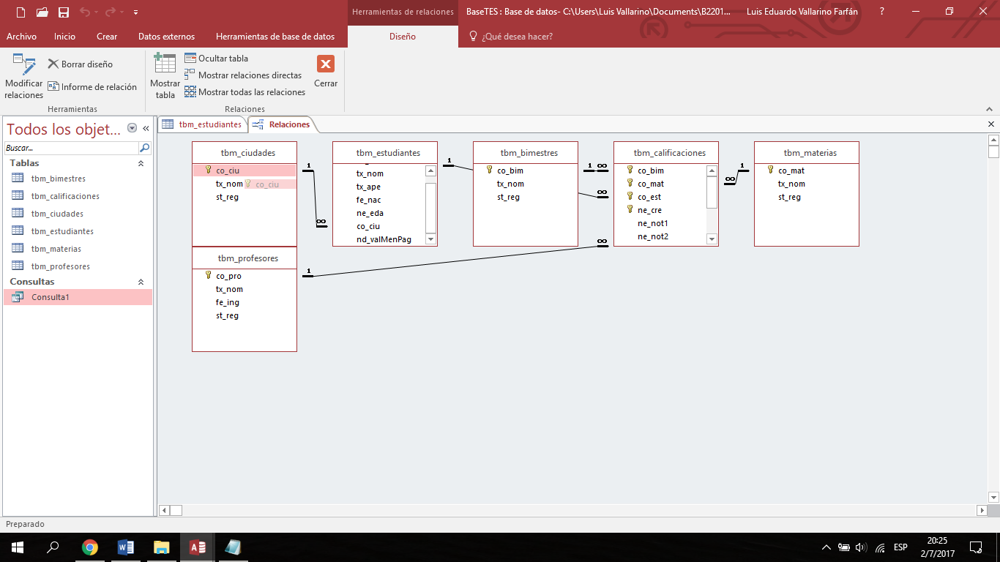 Herramientas de relaciones
BaseTES : Base de datos- C:\Users\Luis Vallarino\Documents\B2201...
Luis Eduardo Vallarino Farfán
?
Archivo
Inicio
Crear
Datos externos
Herramientas de base de datos
Diseño
¿Qué desea hacer?
Modificar relaciones
Borrar diseño
Informe de relación
Herramientas
Mostrar tabla
Ocultar tabla
Mostrar relaciones directas
Mostrar todas las relaciones
Relaciones
Cerrar
Todos los objet...
Buscar...
Tablas
tbm_bimestres
tbm_calificaciones
tbm_ciudades
tbm_estudiantes
tbm_materias
tbm_profesores
Consultas
Consulta1
tbm_estudiantes
Relaciones
tbm_ciudades
co_ciu
tx_nom
co_ciu
st_reg
1
∞
tbm_estudiantes
tx_nom
tx_ape
fe_nac
ne_eda
co_ciu
nd_valMenPag
1
tbm_bimestres
co_bim
tx_nom
st_reg
1
∞
∞
∞
tbm_calificaciones
co_bim
co_mat
co_est
ne_cre
ne_not1
ne_not2
∞
1
tbm_materias
co_mat
tx_nom
st_reg
tbm_profesores
co_pro
tx_nom
fe_ing
st_reg
1
Preparado
ESP
20:25
2/7/2017